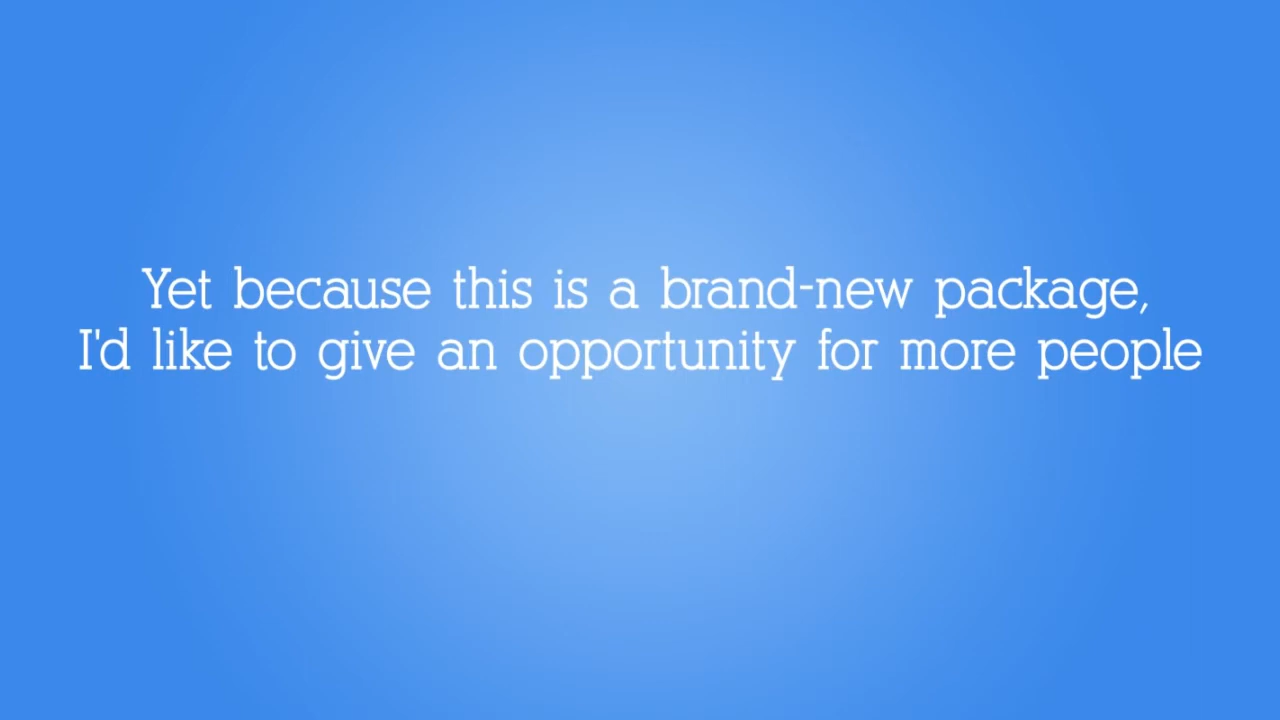 Yet because this is a brand-new package,
I'd like to give an opportunity for more people